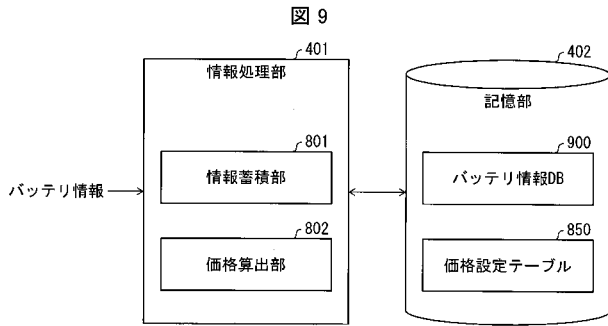 図 9
401
情報処理部
402
記憶部
801
情報蓄積部
900
バッテリ情報DB
バッテリ情報
802
価格算出部
850
価格設定テーブル